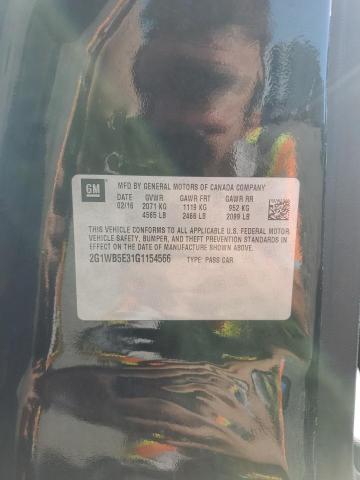 GM
MFD BY GENERAL MOTORS OF CANADA COMPANY
DATE GVWR GAWR FRT GAWR RR
02/16 2071 KG 1119 KG 952 KG
4565 LB 2466 LB 2099 LB
THIS VEHICLE CONFORMS TO ALL APPLICABLE U.S. FEDERAL MOTOR
VEHICLE SAFETY, BUMPER, AND THEFT PREVENTION STANDARDS
IN EFFECT ON THE DATE OF MANUFACTURE SHOWN ABOVE.
2G1WB5E31G1154566 TYPE: PASS CAR